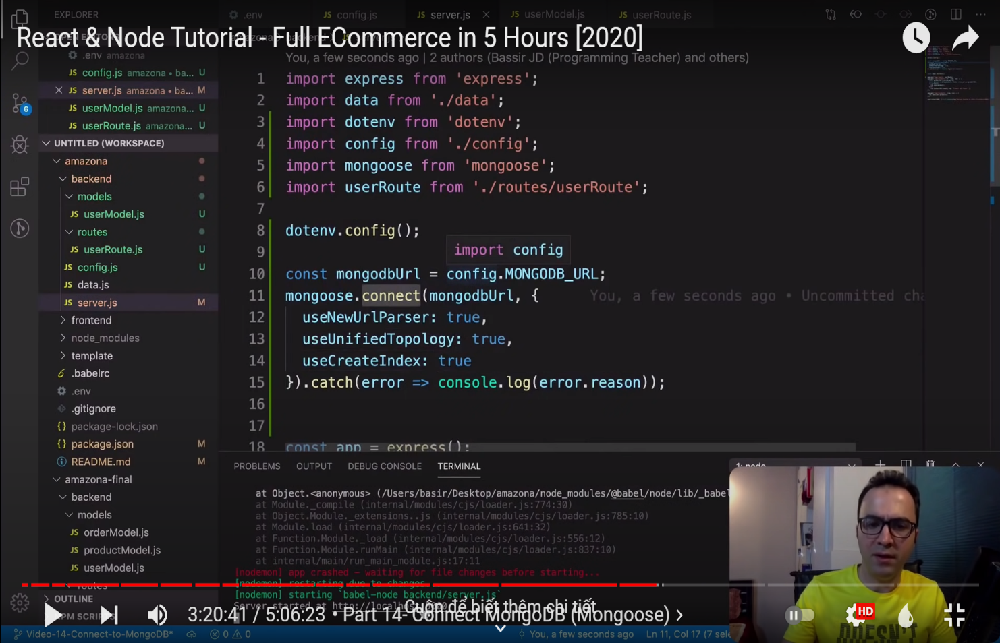 EXPLORER
.env
JS config.js
JS server.js
JS userModel.js
JS userRoute.js
React & Node Tutorial - Full ECommerce in 5 Hours [2020]
.env amazona
JS config.js amazona • ba... U
JS server.js amazona • ba... M
JS userModel.js amazona... U
JS userRoute.js amazona... U
6
UNTITLED (WORKSPACE)
amazona
backend
models
JS userModel.js U
routes
JS userRoute.js U
JS config.js U
JS data.js
JS server.js M
frontend
node_modules
template
.babelrc
.env
.gitignore
{} package-lock.json
{} package.json M
README.md M
amazona-final
backend
models
JS orderModel.js
JS productModel.js
JS userModel.js
routes
OUTLINE
NPM SCRIPTS
You, a few seconds ago | 2 authors (Bassir JD (Programming Teacher) and others)
1 import express from 'express';
2 import data from './data';
3 import dotenv from 'dotenv';
4 import config from './config';
5 import mongoose from 'mongoose';
6 import userRoute from './routes/userRoute';
7
8 dotenv.config();
9
import config
10 const mongodbUrl = config.MONGODB_URL;
11 mongoose.connect(mongodbUrl, { You, a few seconds ago • Uncommitted cha
12 useNewUrlParser: true,
13 useUnifiedTopology: true,
14 useCreateIndex: true
15 }).catch(error => console.log(error.reason));
16
17
18 const app = express();
PROBLEMS OUTPUT DEBUG CONSOLE TERMINAL 1: node
at Object.<anonymous> (/Users/basir/Desktop/amazona/node_modules/@babel/node/lib/_babel
at Module._compile (internal/modules/cjs/loader.js:774:30)
at Object.Module._extensions..js (internal/modules/cjs/loader.js:785:10)
at Module.load (internal/modules/cjs/loader.js:641:32)
at Function.Module._load (internal/modules/cjs/loader.js:556:12)
at Function.Module.runMain (internal/modules/cjs/loader.js:837:10)
at internal/main/run_main_module.js:17:11
[nodemon] app crashed - waiting for file changes before starting...
[nodemon] restarting due to changes...
[nodemon] starting `babel-node backend/server.js`
Server started at http://localhost
Cuộn để biết thêm chi tiết
3:20:41 / 5:06:23 • Part 14- Connect MongoDB (Mongoose)
HD
DOESN'T
Video-14-Connect-to-MongoDB* 0 0 You, a few seconds ago Ln 11, Col 17 (7 sele